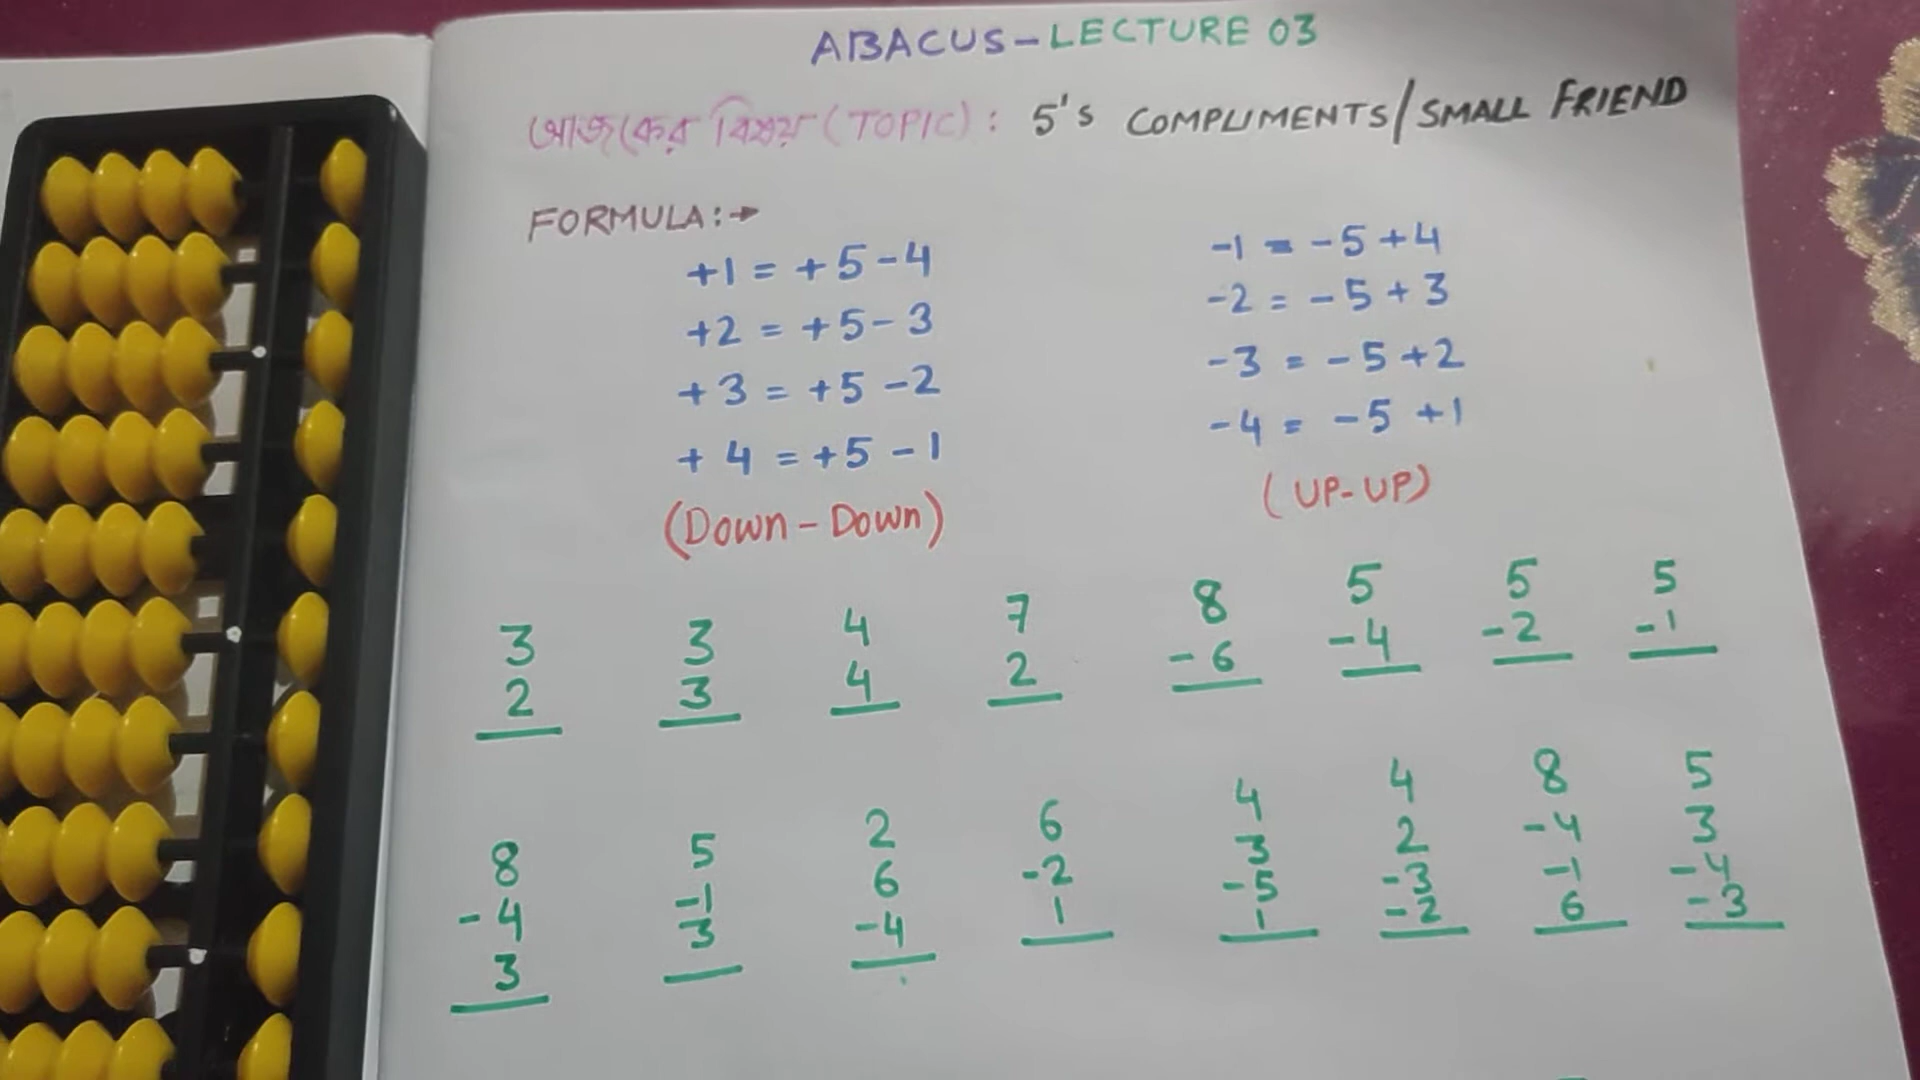 ABACUS - LECTURE 03
আজকের বিষয় (TOPIC) : 5's COMPLIMENTS/SMALL FRIEND
FORMULA :→
+1 = +5 -4
+2 = +5 - 3
+3 = +5 -2
+ 4 = +5 - 1
(DOWN - DOWN)
-1 = -5 +4
-2 = -5 + 3
-3 = -5 +2
-4 = -5 +1
(UP-UP)
3 3 4 7 8 5 5 5
2 3 4 2 -6 -4 -2 -1
8 5 2 6 4 4 8 5
-4 -1 6 -2 3 2 -4 3
3 3 -4 1 -5 -3 -1 -4
1 -2 6 -3